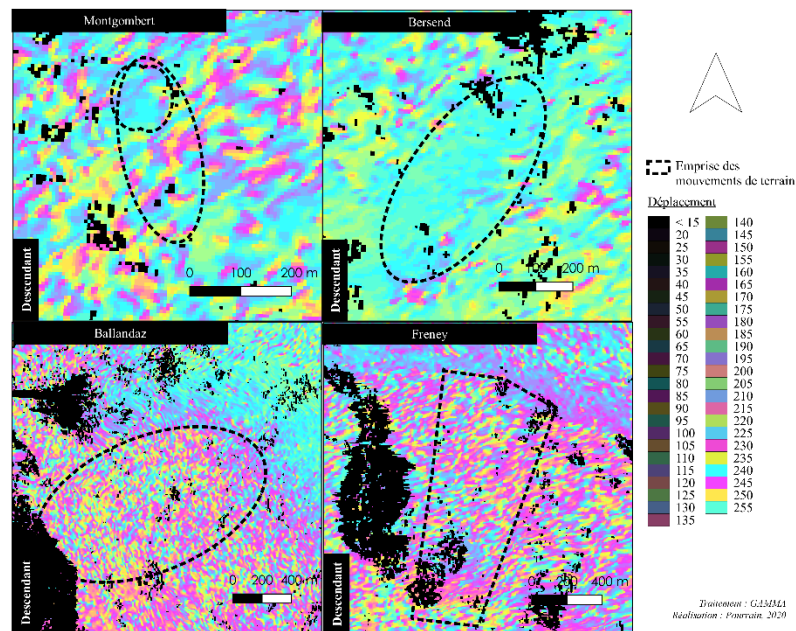 Montgombert
Bersend
Descendant
0 100 200 m
Descendant
0 100 200 m
Ballandaz
Freney
Descendant
0 200 400 m
Descendant
0 200 400 m
Emprise des
mouvements de terrain
Déplacement
< 15 140
20 145
25 150
30 155
35 160
40 165
45 170
50 175
55 180
60 185
65 190
70 195
75 200
80 205
85 210
90 215
95 220
100 225
105 230
110 235
115 240
120 245
125 250
130 255
135
Traitement : GAMMA
Réalisation : Pourrain, 2020